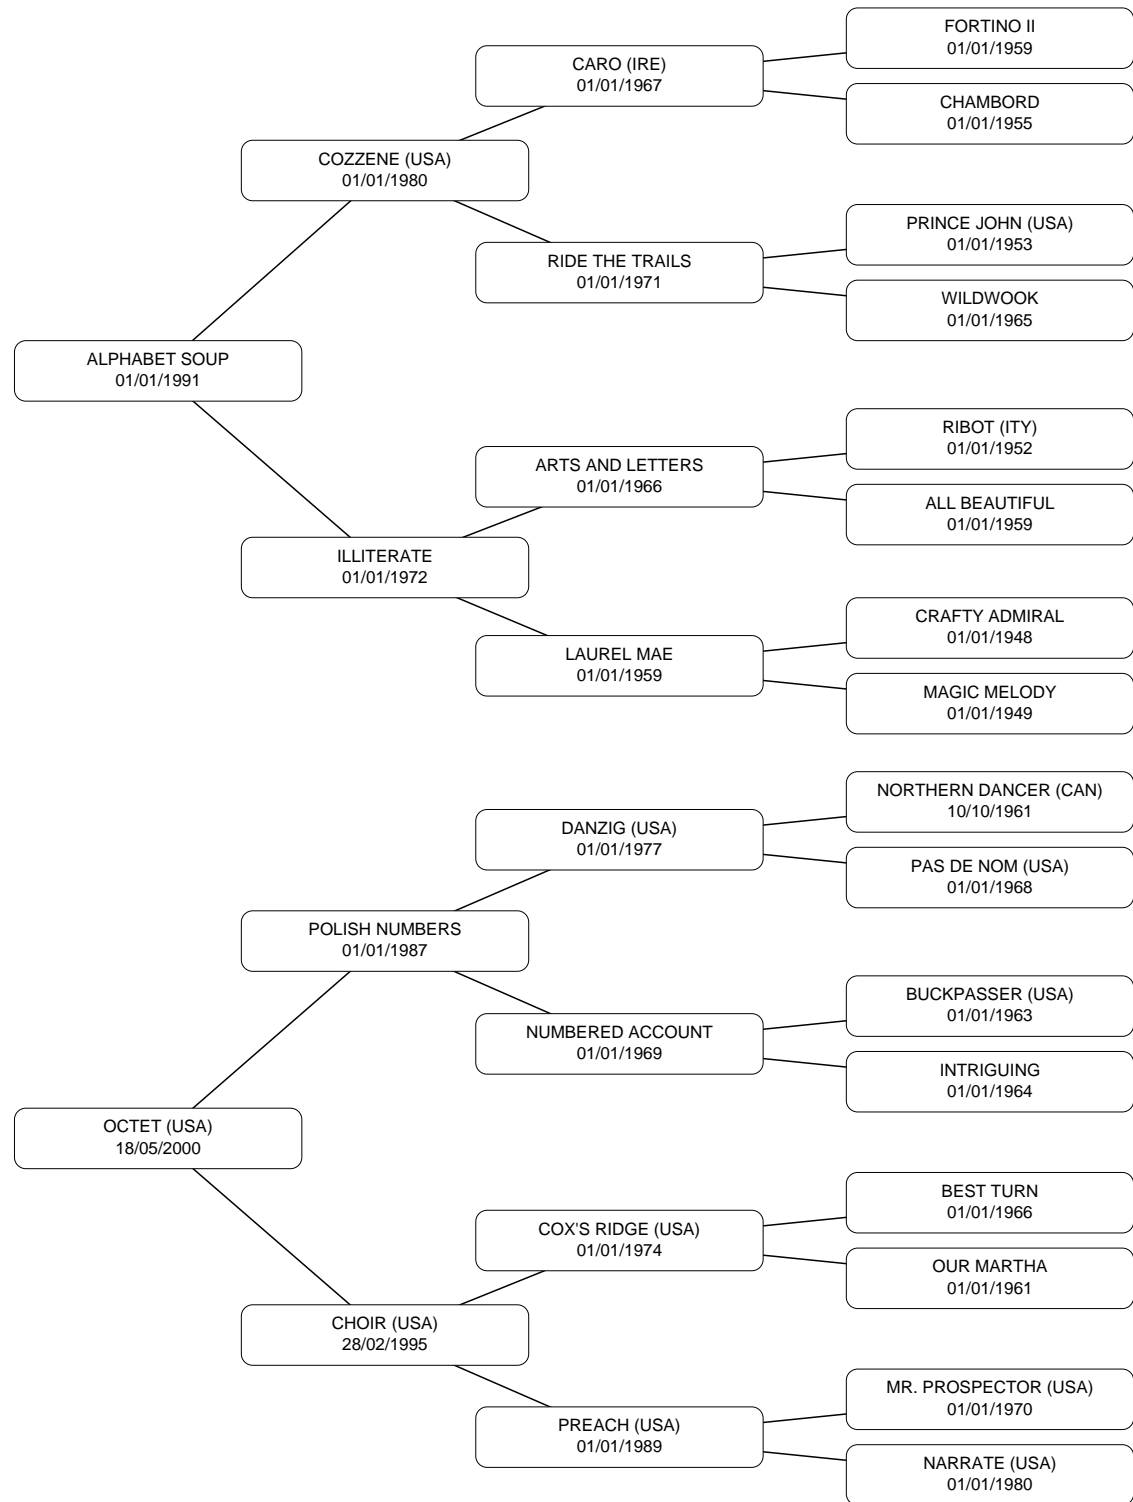 FORTINO II
01/01/1959
CARO (IRE)
01/01/1967
CHAMBORD
01/01/1955
COZZENE (USA)
01/01/1980
PRINCE JOHN (USA)
01/01/1953
RIDE THE TRAILS
01/01/1971
WILDWOOK
01/01/1965
ALPHABET SOUP
01/01/1991
RIBOT (ITY)
01/01/1952
ARTS AND LETTERS
01/01/1966
ALL BEAUTIFUL
01/01/1959
ILLITERATE
01/01/1972
CRAFTY ADMIRAL
01/01/1948
LAUREL MAE
01/01/1959
MAGIC MELODY
01/01/1949
NORTHERN DANCER (CAN)
10/10/1961
DANZIG (USA)
01/01/1977
PAS DE NOM (USA)
01/01/1968
POLISH NUMBERS
01/01/1987
BUCKPASSER (USA)
01/01/1963
NUMBERED ACCOUNT
01/01/1969
INTRIGUING
01/01/1964
OCTET (USA)
18/05/2000
BEST TURN
01/01/1966
COX'S RIDGE (USA)
01/01/1974
OUR MARTHA
01/01/1961
CHOIR (USA)
28/02/1995
MR. PROSPECTOR (USA)
01/01/1970
PREACH (USA)
01/01/1989
NARRATE (USA)
01/01/1980